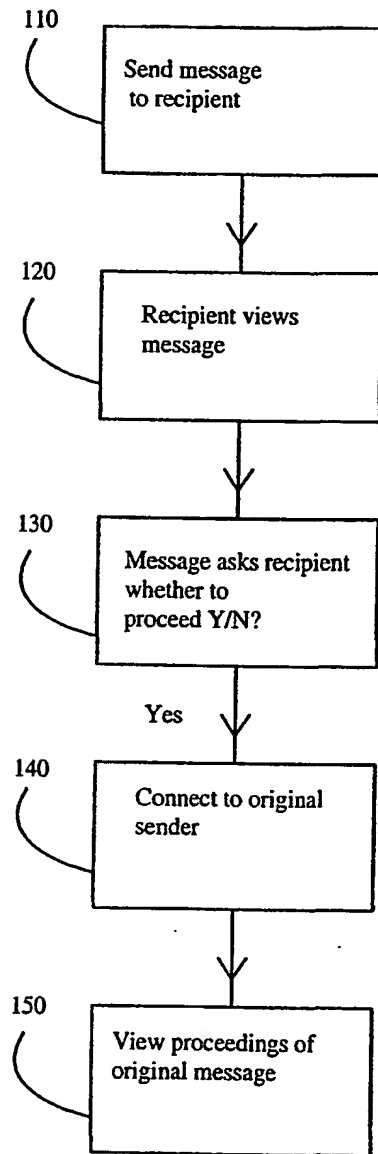 110
Send message
to recipient
120
Recipient views
message
130
Message asks recipient
whether to
proceed Y/N?
Yes
140
Connect to original
sender
150
View proceedings of
original message